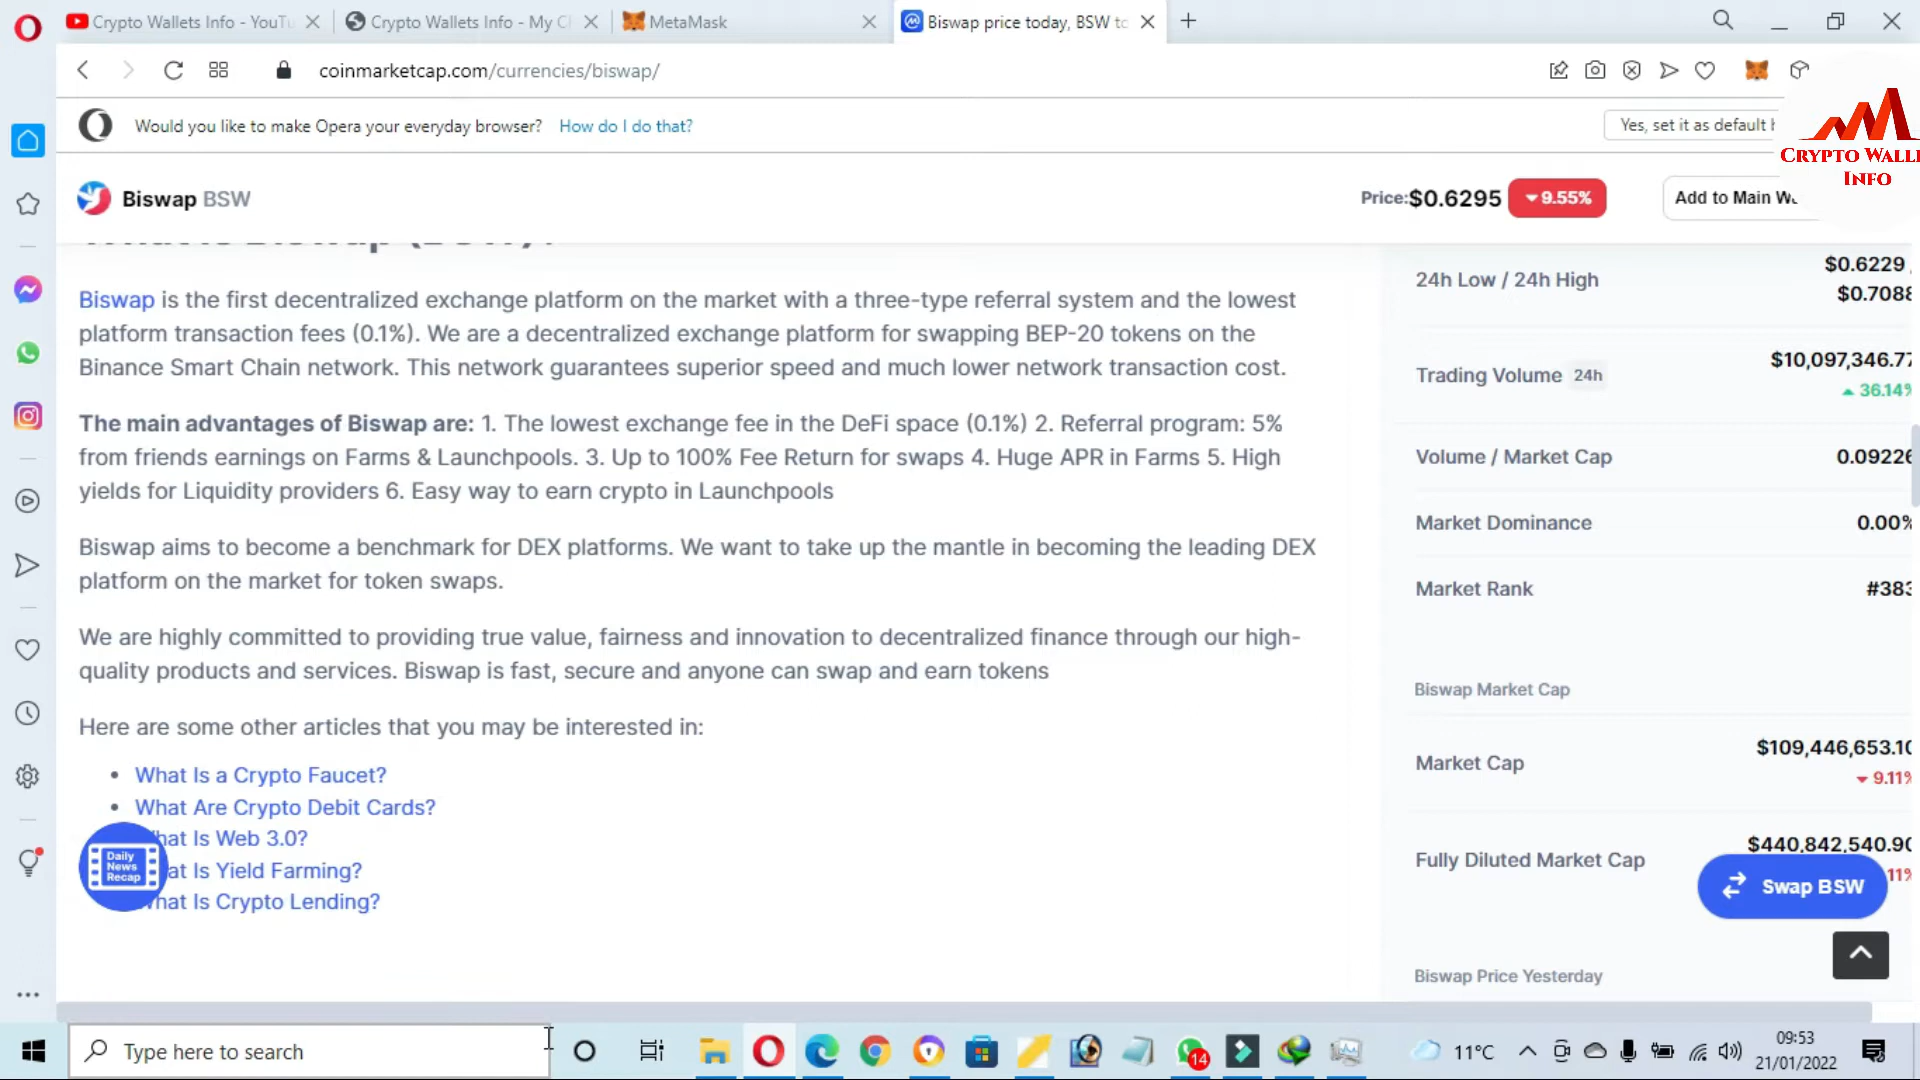 Crypto Wallets Info - YouTu
Crypto Wallets Info - My Cl
MetaMask
Biswap price today, BSW to
coinmarketcap.com/currencies/biswap/
Would you like to make Opera your everyday browser? How do I do that?
Yes, set it as default b
CRYPTO WALLE
INFO
Biswap BSW
Price:$0.6295
9.55%
Add to Main Wa
What Is Biswap (BSW)?
Biswap is the first decentralized exchange platform on the market with a three-type referral system and the lowest
platform transaction fees (0.1%). We are a decentralized exchange platform for swapping BEP-20 tokens on the
Binance Smart Chain network. This network guarantees superior speed and much lower network transaction cost.
The main advantages of Biswap are: 1. The lowest exchange fee in the DeFi space (0.1%) 2. Referral program: 5%
from friends earnings on Farms & Launchpools. 3. Up to 100% Fee Return for swaps 4. Huge APR in Farms 5. High
yields for Liquidity providers 6. Easy way to earn crypto in Launchpools
Biswap aims to become a benchmark for DEX platforms. We want to take up the mantle in becoming the leading DEX
platform on the market for token swaps.
We are highly committed to providing true value, fairness and innovation to decentralized finance through our high-
quality products and services. Biswap is fast, secure and anyone can swap and earn tokens
Here are some other articles that you may be interested in:
What Is a Crypto Faucet?
What Are Crypto Debit Cards?
hat Is Web 3.0?
at Is Yield Farming?
hat Is Crypto Lending?
Daily
News
Recap
24h Low / 24h High
$0.6229
$0.7088
Trading Volume 24h
$10,097,346.77
36.14%
Volume / Market Cap
0.09226
Market Dominance
0.00%
Market Rank
#383
Biswap Market Cap
Market Cap
$109,446,653.10
9.11%
Fully Diluted Market Cap
$440,842,540.90
11%
Swap BSW
Biswap Price Yesterday
Type here to search
14
11°C
09:53
21/01/2022